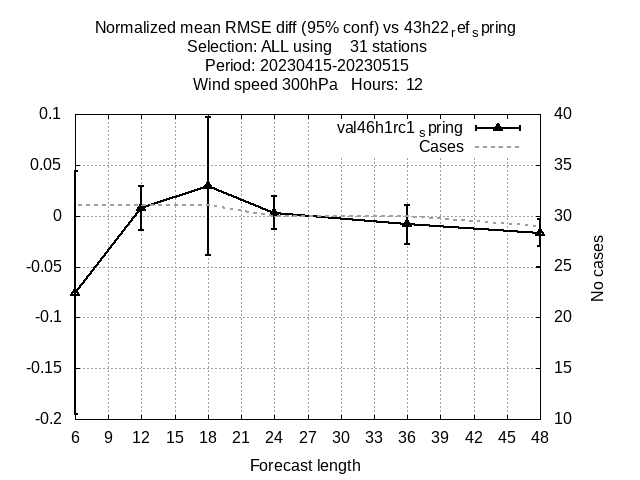 Normalized mean RMSE diff (95% conf) vs 43h22refspring
Selection: ALL using 31 stations
Period: 20230415-20230515
Wind speed 300hPa Hours: 12
val46h1rc1spring
Cases
0.1
0.05
0
-0.05
-0.1
-0.15
-0.2
40
35
30
25
20
15
10
No cases
6 9 12 15 18 21 24 27 30 33 36 39 42 45 48
Forecast length